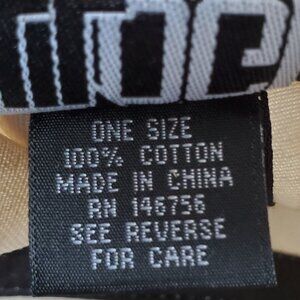 ONE SIZE
100% COTTON
MADE IN CHINA
RN 146756
SEE REVERSE
FOR CARE